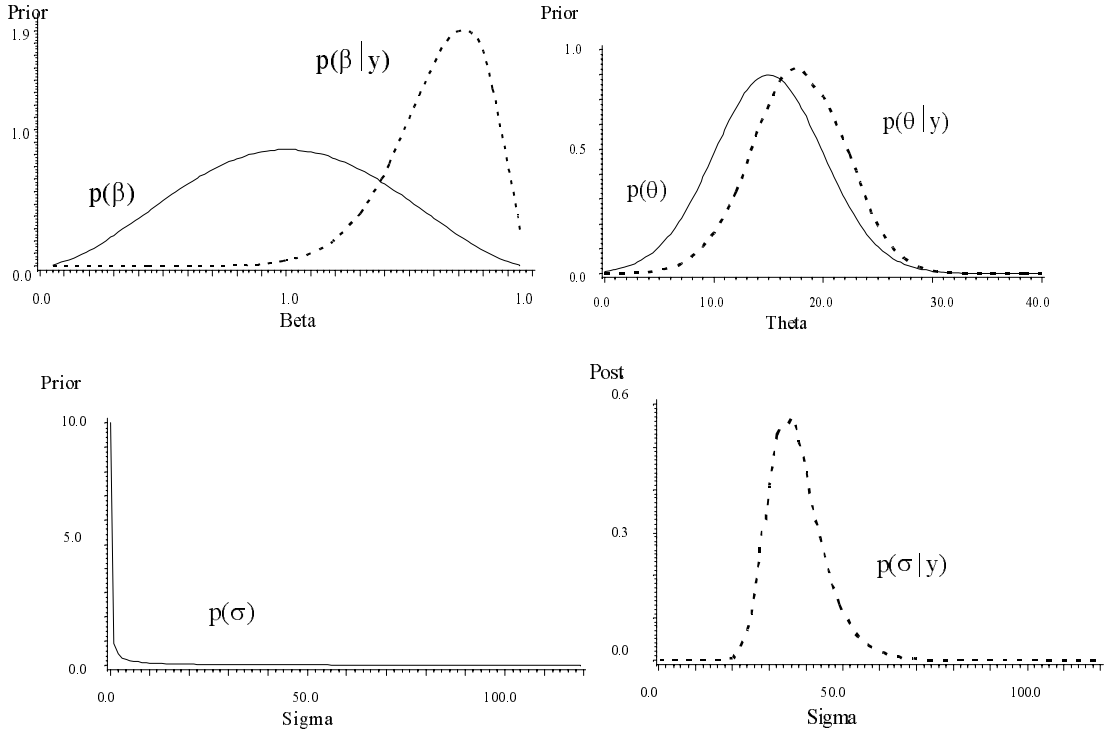 Prior
1.9
p(β|y)
1.0
p(β)
0.0
0.0 1.0 1.0
Beta
Prior
1.0
p(θ|y)
0.5
p(θ)
0.0
0.0 10.0 20.0 30.0 40.0
Theta
Prior
10.0
5.0
p(σ)
0.0
0.0 50.0 100.0
Sigma
Post.
0.6
0.3
p(σ|y)
0.0
0.0 50.0 100.0
Sigma